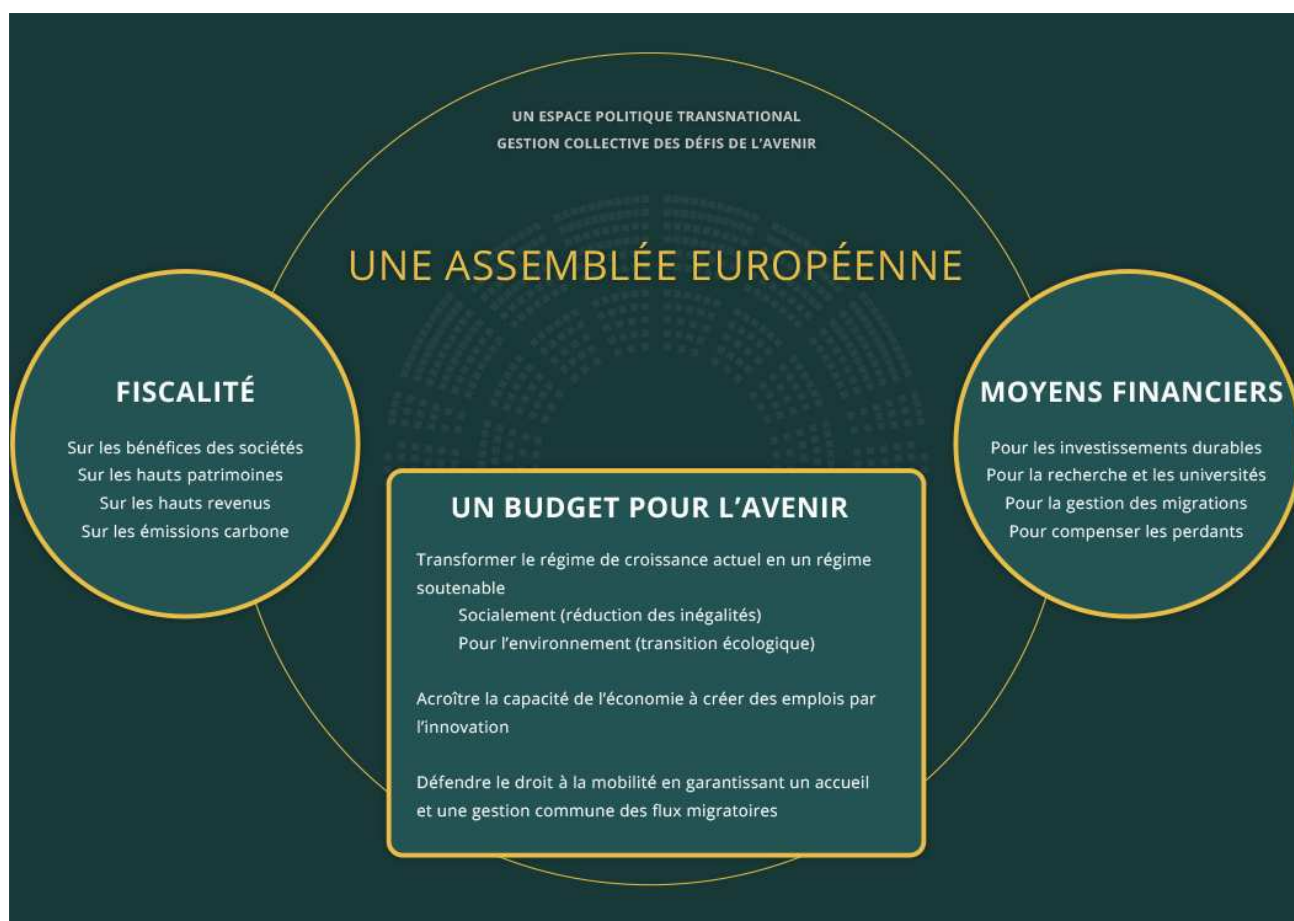 UN ESPACE POLITIQUE TRANSNATIONAL
GESTION COLLECTIVE DES DÉFIS DE L'AVENIR
UNE ASSEMBLÉE EUROPÉENNE
FISCALITÉ
Sur les bénéfices des sociétés
Sur les hauts patrimoines
Sur les hauts revenus
Sur les émissions carbone
MOYENS FINANCIERS
Pour les investissements durables
Pour la recherche et les universités
Pour la gestion des migrations
Pour compenser les perdants
UN BUDGET POUR L'AVENIR
Transformer le régime de croissance actuel en un régime
soutenable
Socialement (réduction des inégalités)
Pour l'environnement (transition écologique)
Acroître la capacité de l'économie à créer des emplois par
l'innovation
Défendre le droit à la mobilité en garantissant un accueil
et une gestion commune des flux migratoires